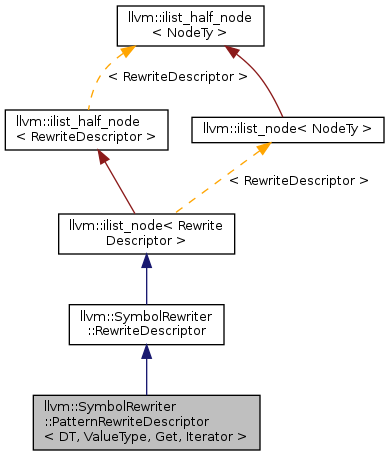 llvm::ilist_half_node
< NodeTy >
< RewriteDescriptor >
llvm::ilist_half_node
< RewriteDescriptor >
llvm::ilist_node< NodeTy >
< RewriteDescriptor >
llvm::ilist_node< Rewrite
Descriptor >
llvm::SymbolRewriter
::RewriteDescriptor
llvm::SymbolRewriter
::PatternRewriteDescriptor
< DT, ValueType, Get, Iterator >